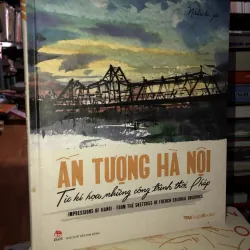 ẤN TƯỢNG HÀ NỘI
Từ kí họa những công trình thời Pháp
IMPRESSIONS OF HANOI - FROM THE SKETCHES OF FRENCH COLONIAL BUILDINGS